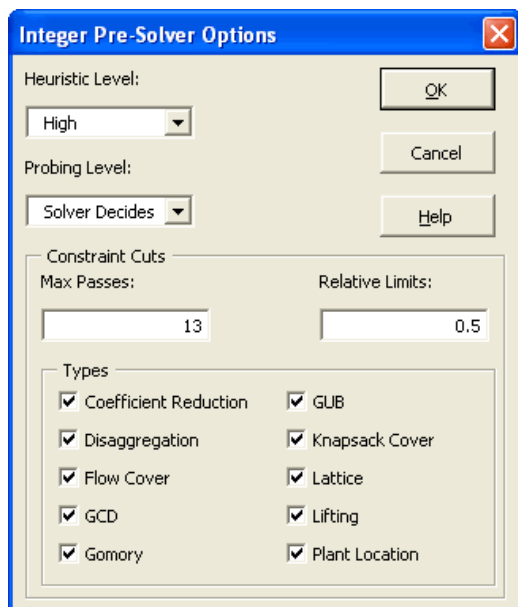 Integer Pre-Solver Options
Heuristic Level:
High
OK
Cancel
Probing Level:
Solver Decides
Help
Constraint Cuts
Max Passes:
Relative Limits:
13
0.5
Types
Coefficient Reduction
GUB
Disaggregation
Knapsack Cover
Flow Cover
Lattice
GCD
Lifting
Gomory
Plant Location